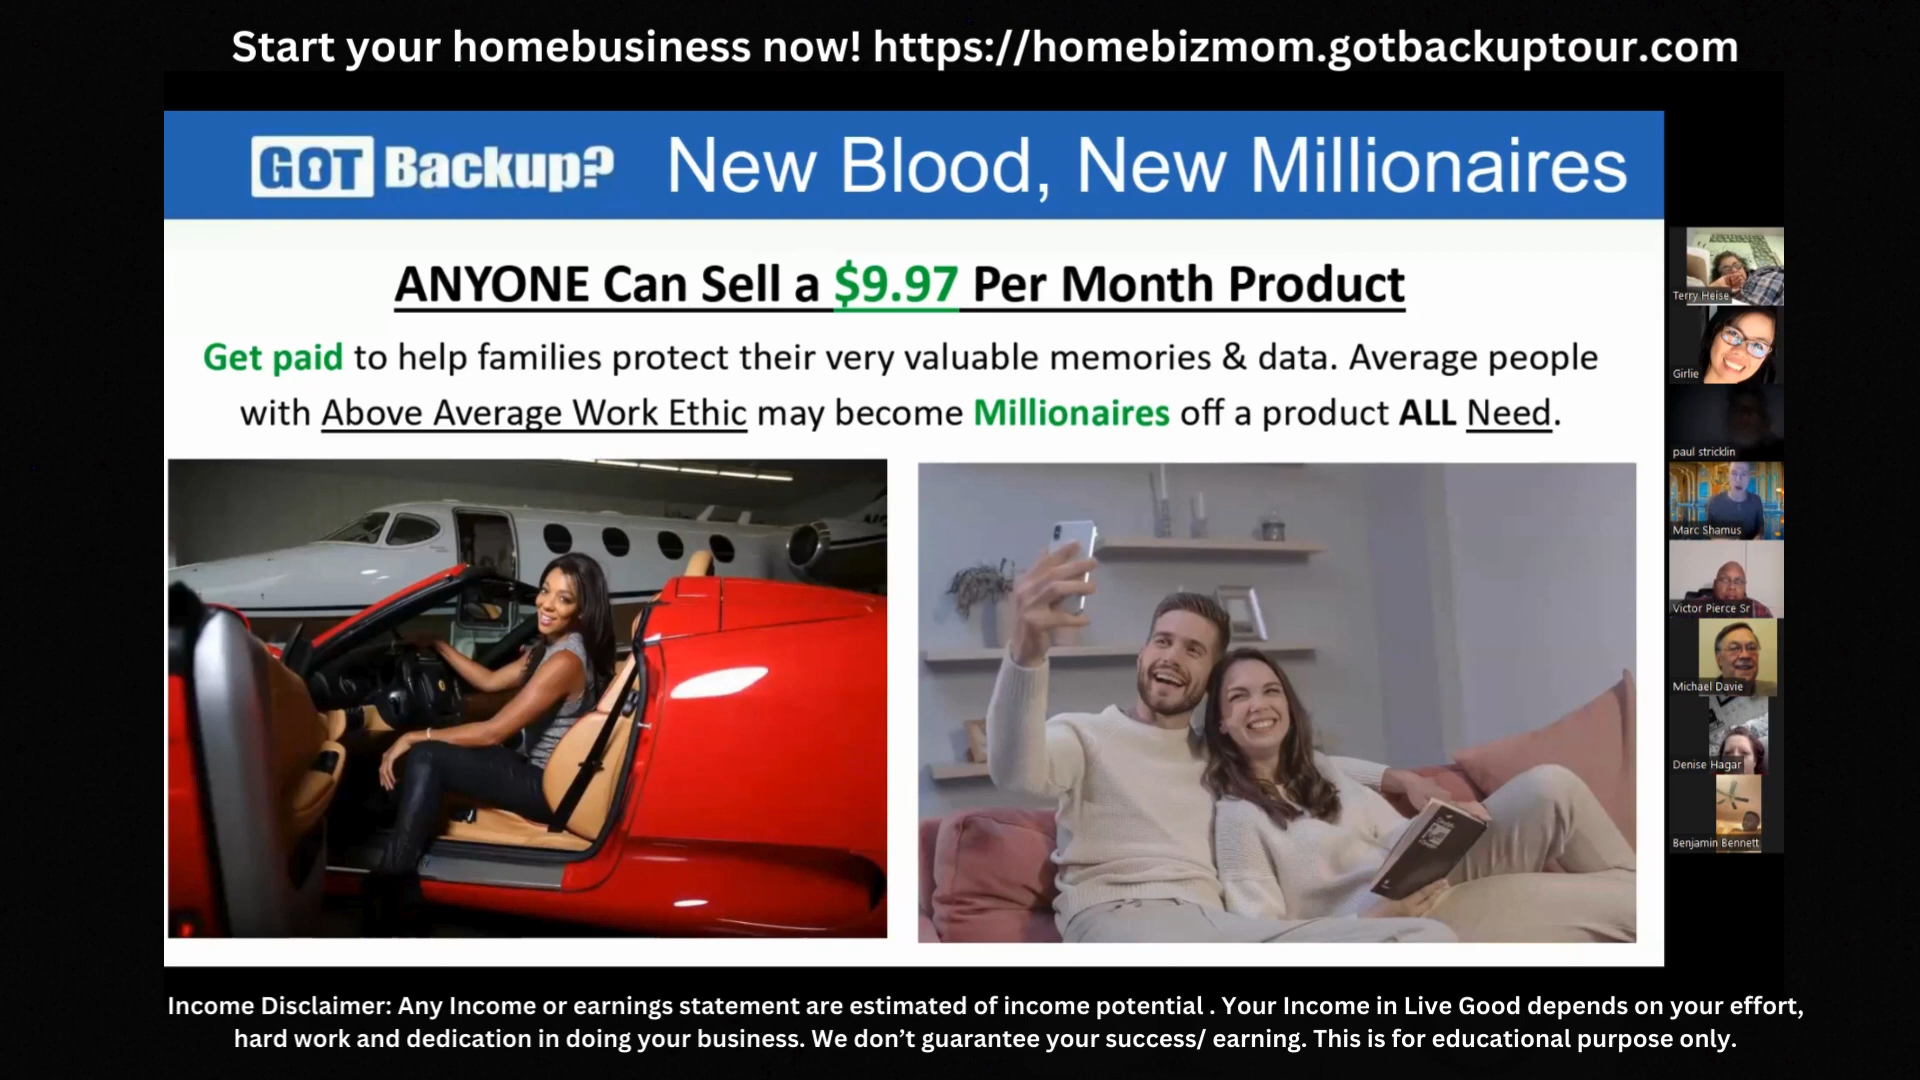 Start your homebusiness now! https://homebizmom.gotbackuptour.com
GOT Backup? New Blood, New Millionaires
ANYONE Can Sell a $9.97 Per Month Product
Get paid to help families protect their very valuable memories & data. Average people
with Above Average Work Ethic may become Millionaires off a product ALL Need.
Terry Heise
Girlie
paul stricklin
Marc Shamus
Victor Pierce Sr
Michael Davie
Denise Hagar
Benjamin Bennett
Income Disclaimer: Any Income or earnings statement are estimated of income potential . Your Income in Live Good depends on your effort,
hard work and dedication in doing your business. We don’t guarantee your success/ earning. This is for educational purpose only.